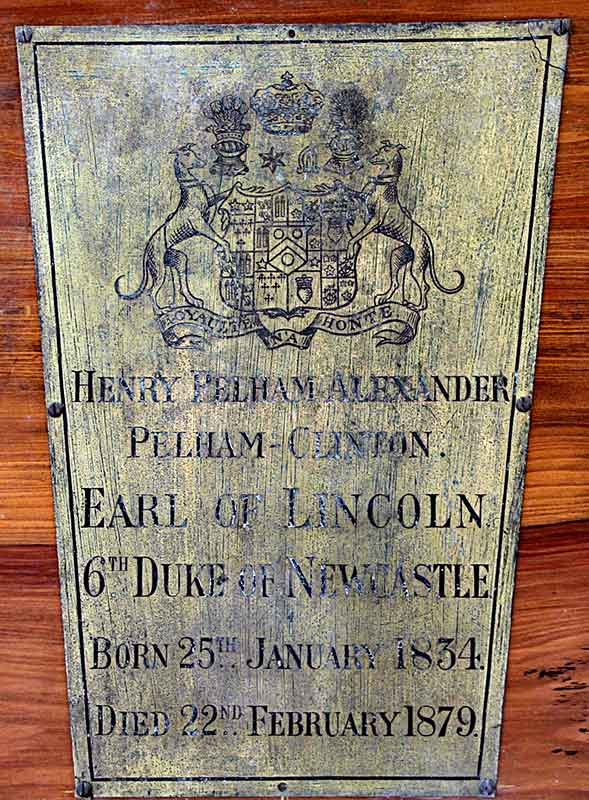 LOYAULTE
N'A
HONTE
HENRY PELHAM ALEXANDER
PELHAM-CLINTON.
EARL OF LINCOLN
6TH DUKE OF NEWCASTLE
BORN 25TH JANUARY 1834.
DIED 22ND FEBRUARY 1879.